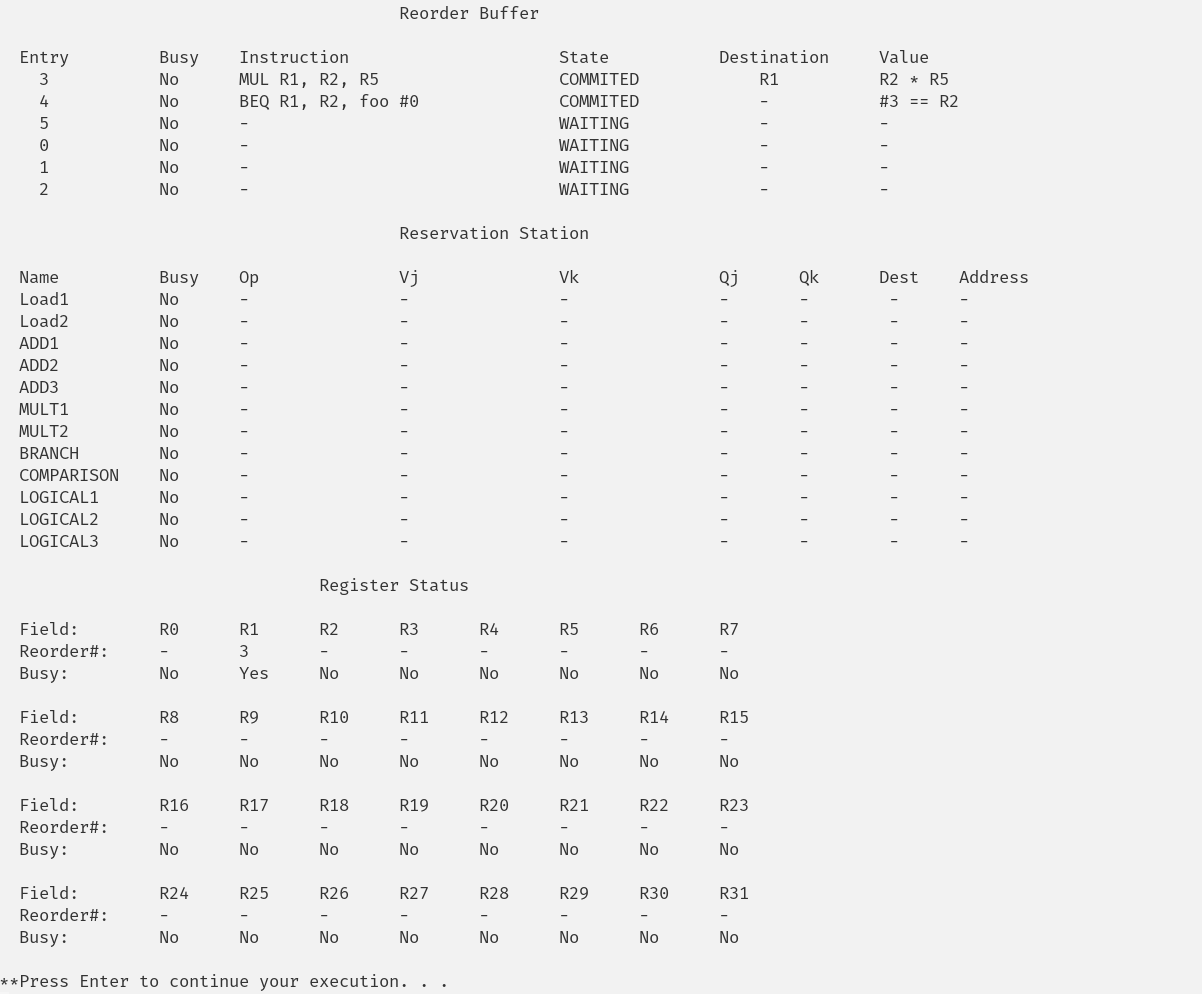 Reorder Buffer
Entry Busy Instruction State Destination Value
3 No MUL R1, R2, R5 COMMITED R1 R2 * R5
4 No BEQ R1, R2, foo #0 COMMITED - #3 == R2
5 No - WAITING - -
0 No - WAITING - -
1 No - WAITING - -
2 No - WAITING - -
Reservation Station
Name Busy Op Vj Vk Qj Qk Dest Address
Load1 No - - - - - - -
Load2 No - - - - - - -
ADD1 No - - - - - - -
ADD2 No - - - - - - -
ADD3 No - - - - - - -
MULT1 No - - - - - - -
MULT2 No - - - - - - -
BRANCH No - - - - - - -
COMPARISON No - - - - - - -
LOGICAL1 No - - - - - - -
LOGICAL2 No - - - - - - -
LOGICAL3 No - - - - - - -
Register Status
Field: R0 R1 R2 R3 R4 R5 R6 R7
Reorder#: - 3 - - - - - -
Busy: No Yes No No No No No No
Field: R8 R9 R10 R11 R12 R13 R14 R15
Reorder#: - - - - - - - -
Busy: No No No No No No No No
Field: R16 R17 R18 R19 R20 R21 R22 R23
Reorder#: - - - - - - - -
Busy: No No No No No No No No
Field: R24 R25 R26 R27 R28 R29 R30 R31
Reorder#: - - - - - - - -
Busy: No No No No No No No No
**Press Enter to continue your execution. . .